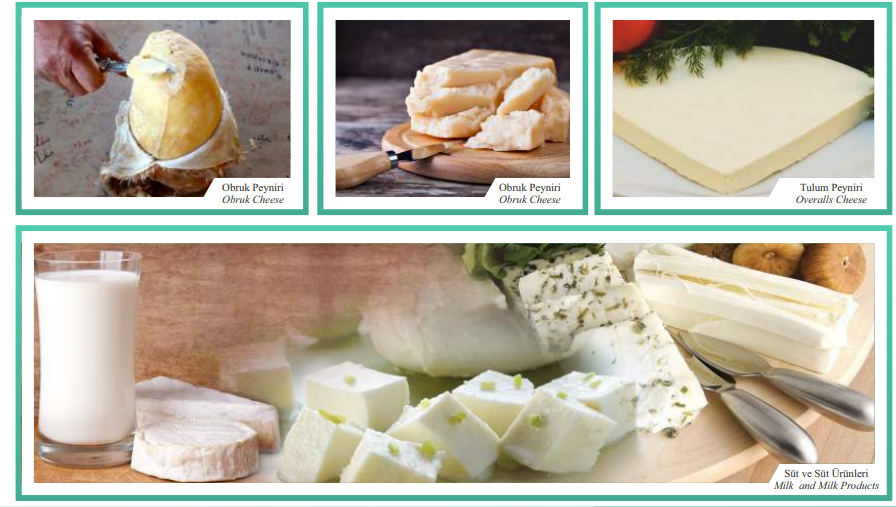 Obruk Peyniri
Obruk Cheese
Obruk Peyniri
Obruk Cheese
Tulum Peyniri
Overalls Cheese
Süt ve Süt Ürünleri
Milk and Milk Products